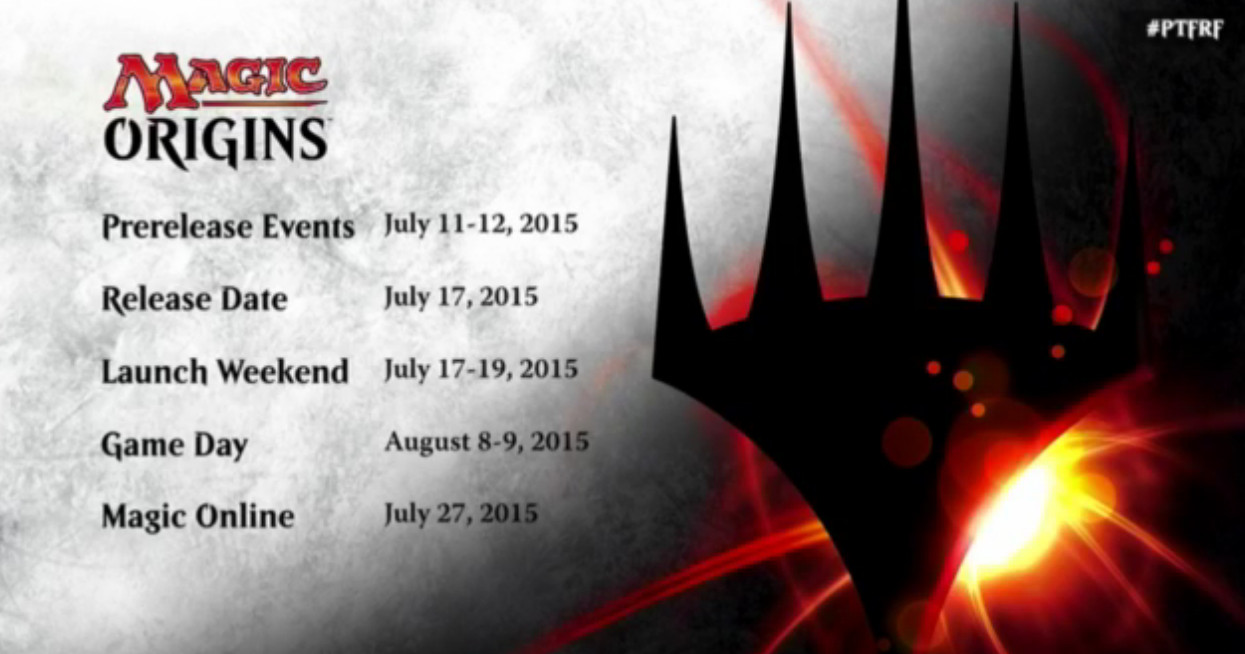 #PTFRF
MAGIC
ORIGINS
Prerelease Events July 11-12, 2015
Release Date July 17, 2015
Launch Weekend July 17-19, 2015
Game Day August 8-9, 2015
Magic Online July 27, 2015